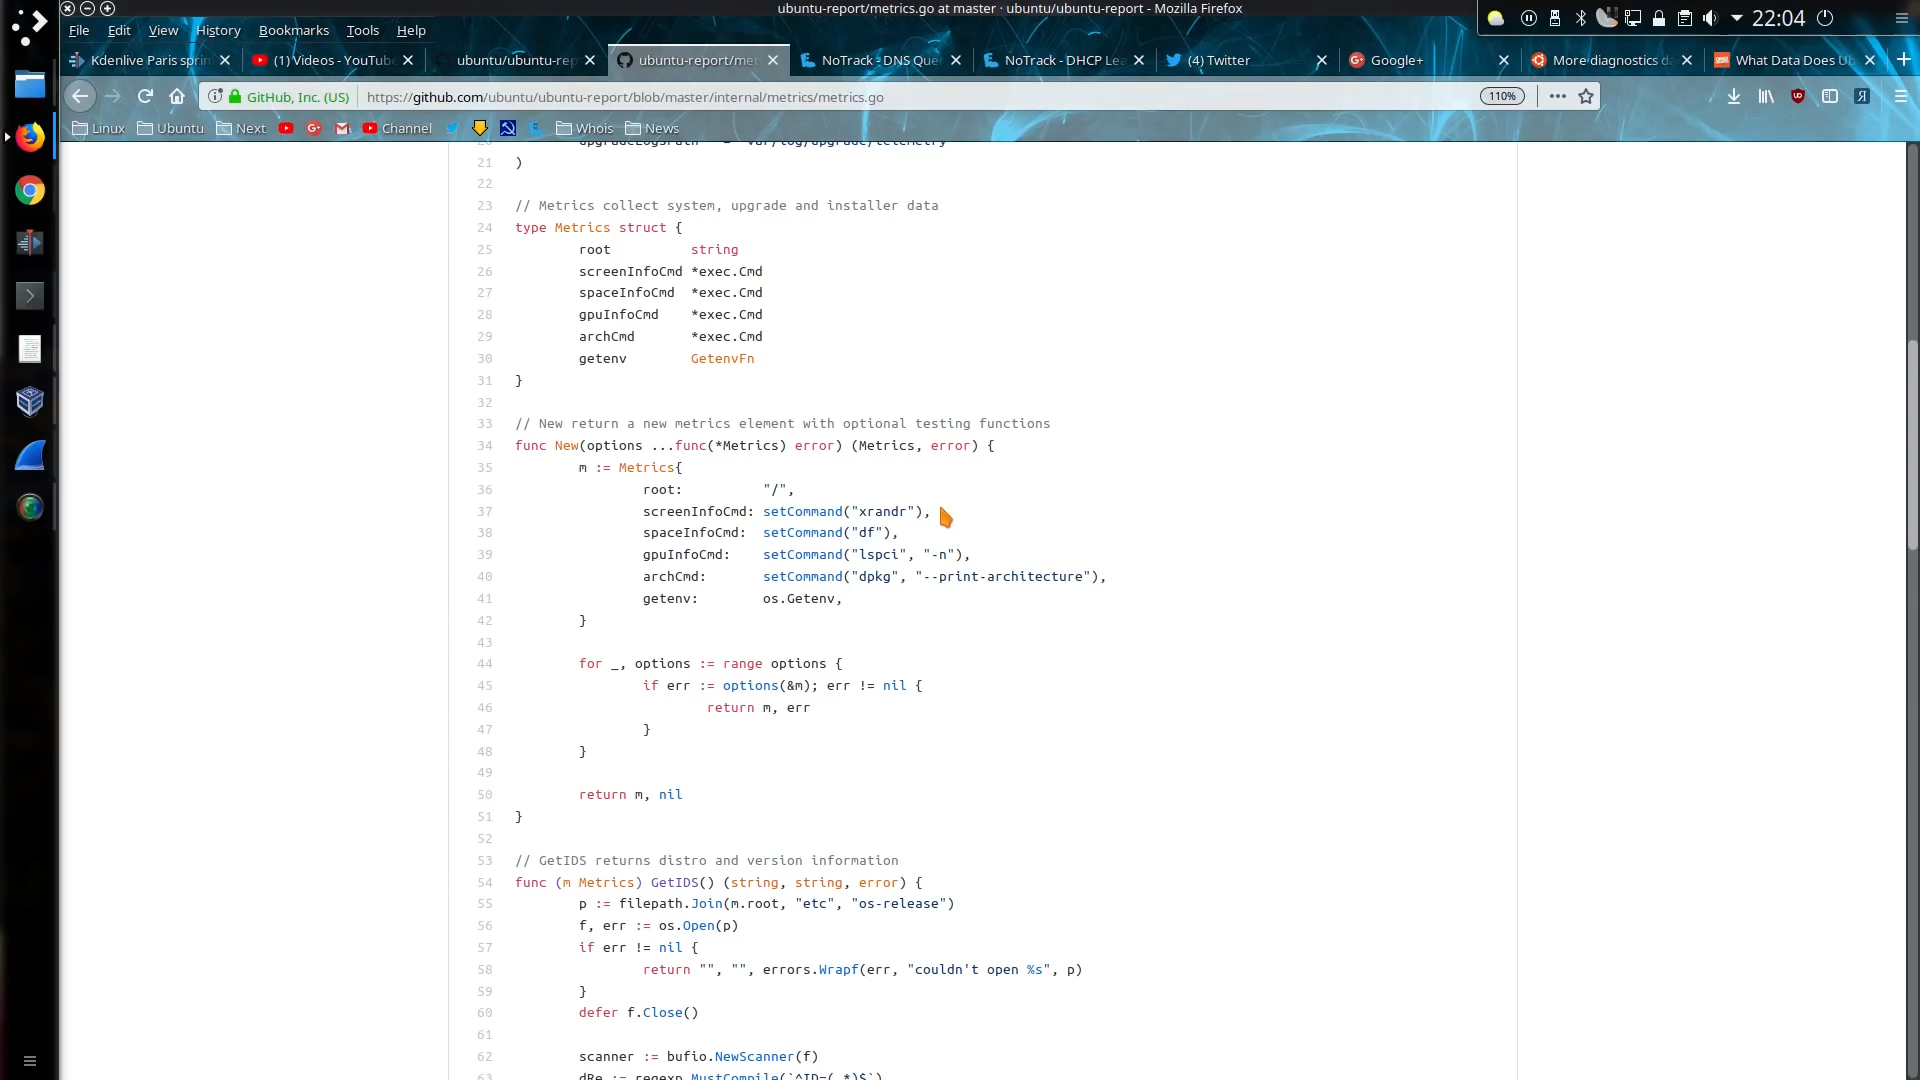 ubuntu-report/metrics.go at master · ubuntu/ubuntu-report - Mozilla Firefox
22:04
File Edit View History Bookmarks Tools Help
Kdenlive Paris sprin
(1) Videos - YouTube
ubuntu/ubuntu-rep
ubuntu-report/met
NoTrack - DNS Que
NoTrack - DHCP Lea
(4) Twitter
Google+
More diagnostics da
What Data Does Ub
GitHub, Inc. (US) https://github.com/ubuntu/ubuntu-report/blob/master/internal/metrics/metrics.go 110%
Linux Ubuntu Next Channel Whois News
21 )
22
23 // Metrics collect system, upgrade and installer data
24 type Metrics struct {
25 root string
26 screenInfoCmd *exec.Cmd
27 spaceInfoCmd *exec.Cmd
28 gpuInfoCmd *exec.Cmd
29 archCmd *exec.Cmd
30 getenv GetenvFn
31 }
32
33 // New return a new metrics element with optional testing functions
34 func New(options ...func(*Metrics) error) (Metrics, error) {
35 m := Metrics{
36 root: "/",
37 screenInfoCmd: setCommand("xrandr"),
38 spaceInfoCmd: setCommand("df"),
39 gpuInfoCmd: setCommand("lspci", "-n"),
40 archCmd: setCommand("dpkg", "--print-architecture"),
41 getenv: os.Getenv,
42 }
43
44 for _, options := range options {
45 if err := options(&m); err != nil {
46 return m, err
47 }
48 }
49
50 return m, nil
51 }
52
53 // GetIDS returns distro and version information
54 func (m Metrics) GetIDS() (string, string, error) {
55 p := filepath.Join(m.root, "etc", "os-release")
56 f, err := os.Open(p)
57 if err != nil {
58 return "", "", errors.Wrapf(err, "couldn't open %s", p)
59 }
60 defer f.Close()
61
62 scanner := bufio.NewScanner(f)
63 dRe := regexp.MustCompile(`^ID=(.*)$`)